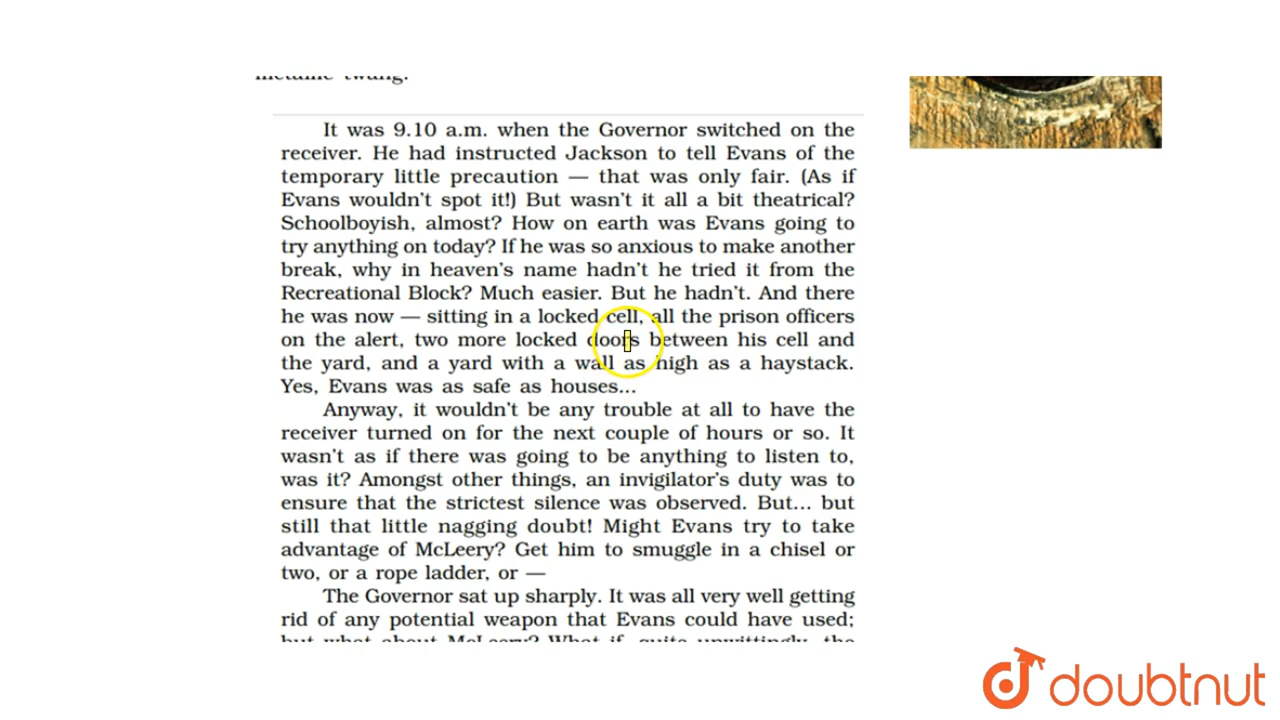 metallic twang.
It was 9.10 a.m. when the Governor switched on the
receiver. He had instructed Jackson to tell Evans of the
temporary little precaution — that was only fair. (As if
Evans wouldn't spot it!) But wasn't it all a bit theatrical?
Schoolboyish, almost? How on earth was Evans going to
try anything on today? If he was so anxious to make another
break, why in heaven's name hadn't he tried it from the
Recreational Block? Much easier. But he hadn't. And there
he was now — sitting in a locked cell, all the prison officers
on the alert, two more locked doors between his cell and
the yard, and a yard with a wall as high as a haystack.
Yes, Evans was as safe as houses...
Anyway, it wouldn't be any trouble at all to have the
receiver turned on for the next couple of hours or so. It
wasn't as if there was going to be anything to listen to,
was it? Amongst other things, an invigilator's duty was to
ensure that the strictest silence was observed. But... but
still that little nagging doubt! Might Evans try to take
advantage of McLeery? Get him to smuggle in a chisel or
two, or a rope ladder, or —
The Governor sat up sharply. It was all very well getting
rid of any potential weapon that Evans could have used;
but what about McLeery? What if, quite unwittingly, the
doubtnut